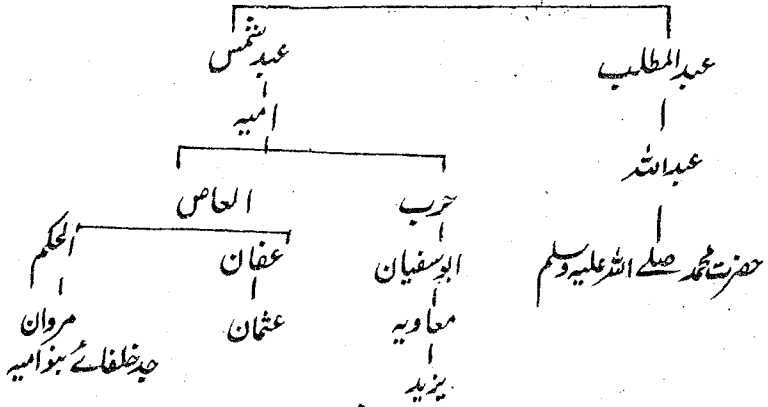 عبدالمطلب
عبد شمس
امیہ
عبداللہ
حرب
العاص
حضرت محمد صلے اللہ علیہ وسلم
ابوسفیان
عفان
الحکم
معاویہ
عثمان
مروان
جد خلفائے بنو امیہ
یزید